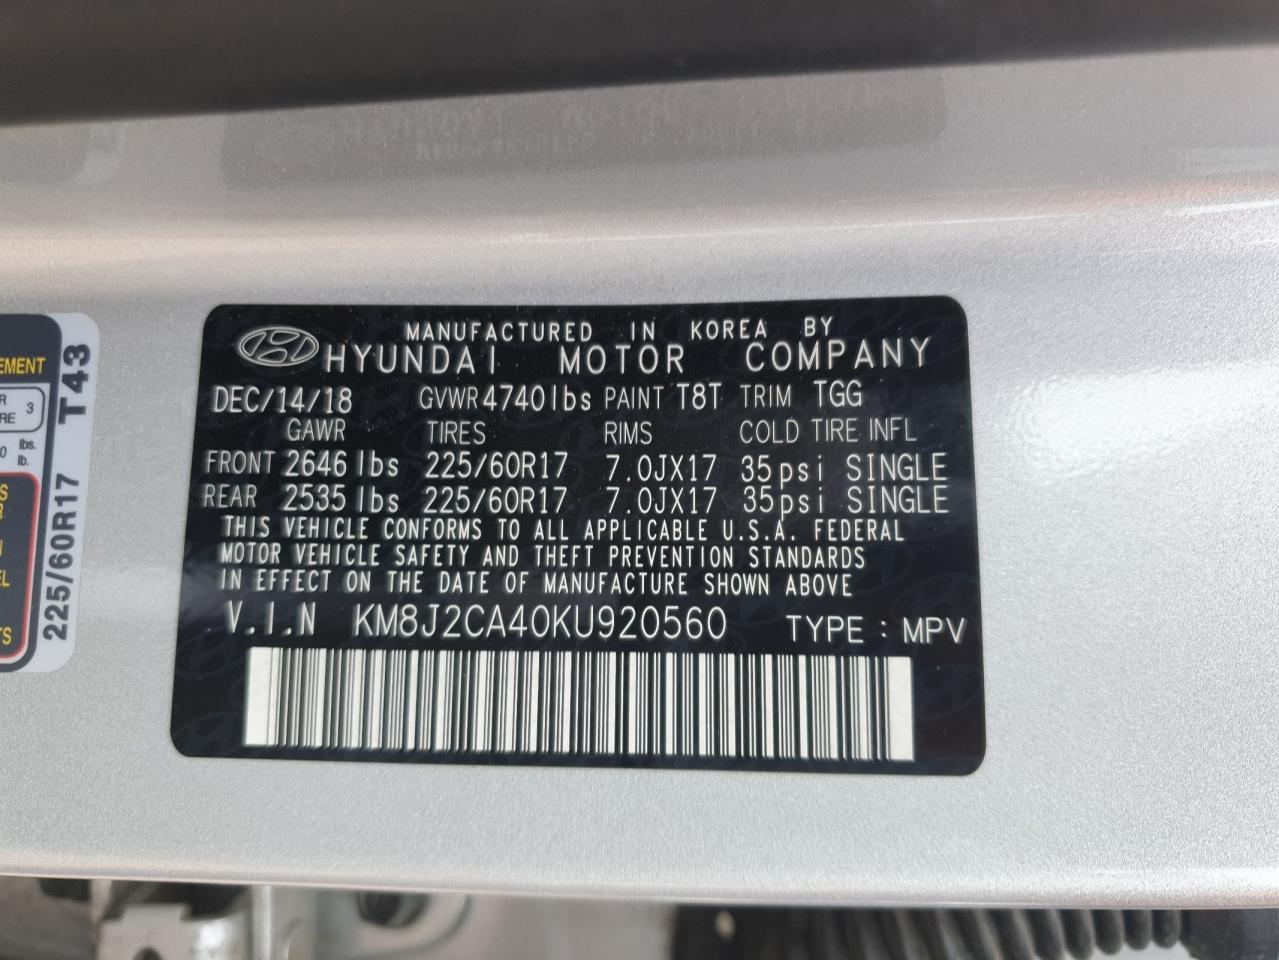 MANUFACTURED IN KOREA BY
HYUNDAI MOTOR COMPANY
DEC/14/18 GVWR 4740lbs PAINT T8T TRIM TGG
GAWR TIRES RIMS COLD TIRE INFL
FRONT 2646 lbs 225/60R17 7.0JX17 35psi SINGLE
REAR 2535 lbs 225/60R17 7.0JX17 35psi SINGLE
THIS VEHICLE CONFORMS TO ALL APPLICABLE U.S.A. FEDERAL
MOTOR VEHICLE SAFETY AND THEFT PREVENTION STANDARDS
IN EFFECT ON THE DATE OF MANUFACTURE SHOWN ABOVE
V.I.N KM8J2CA40KU920560 TYPE : MPV
225/60R17 T43
3
lbs.
lb.